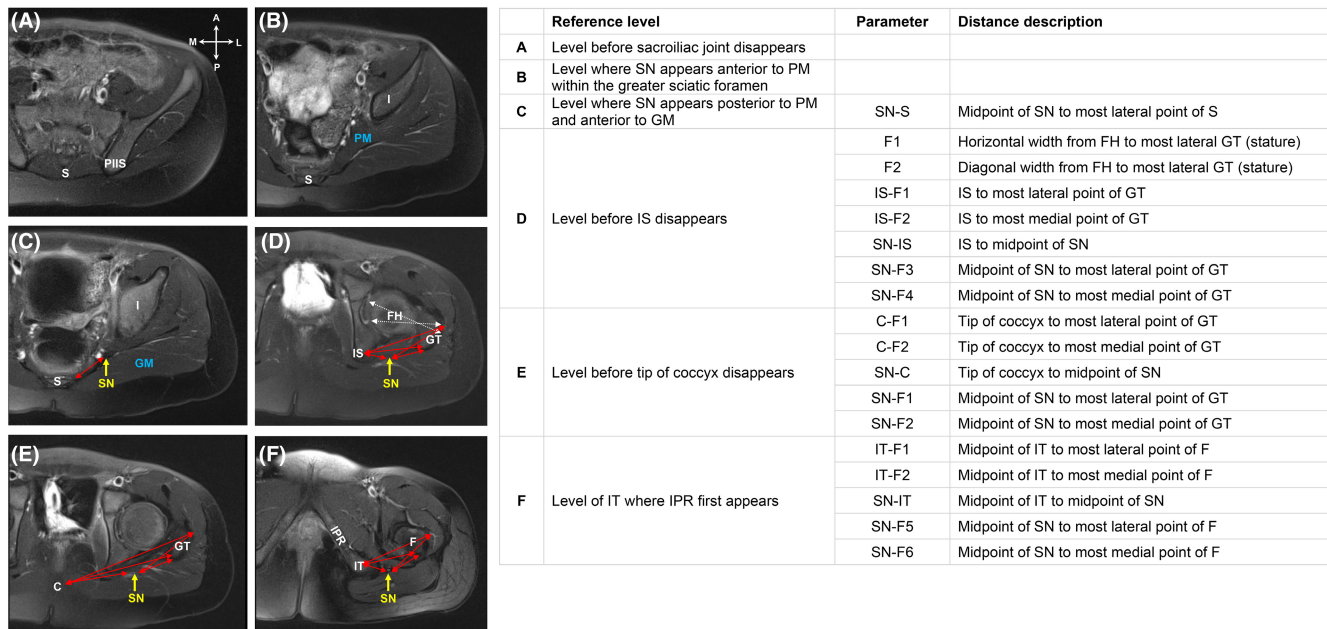 (A)
A
M
L
P
PIIS
S
(B)
I
PM
S
(C)
I
GM
S
SN
(D)
FH
GT
IS
SN
(E)
GT
C
SN
(F)
IPR
F
IT
SN
Reference level Parameter Distance description
A Level before sacroiliac joint disappears
B Level where SN appears anterior to PM
within the greater sciatic foramen
C Level where SN appears posterior to PM
and anterior to GM
SN-S Midpoint of SN to most lateral point of S
D Level before IS disappears
F1 Horizontal width from FH to most lateral GT (stature)
F2 Diagonal width from FH to most lateral GT (stature)
IS-F1 IS to most lateral point of GT
IS-F2 IS to most medial point of GT
SN-IS IS to midpoint of SN
SN-F3 Midpoint of SN to most lateral point of GT
SN-F4 Midpoint of SN to most medial point of GT
E Level before tip of coccyx disappears
C-F1 Tip of coccyx to most lateral point of GT
C-F2 Tip of coccyx to most medial point of GT
SN-C Tip of coccyx to midpoint of SN
SN-F1 Midpoint of SN to most lateral point of GT
SN-F2 Midpoint of SN to most medial point of GT
F Level of IT where IPR first appears
IT-F1 Midpoint of IT to most lateral point of F
IT-F2 Midpoint of IT to most medial point of F
SN-IT Midpoint of IT to midpoint of SN
SN-F5 Midpoint of SN to most lateral point of F
SN-F6 Midpoint of SN to most medial point of F